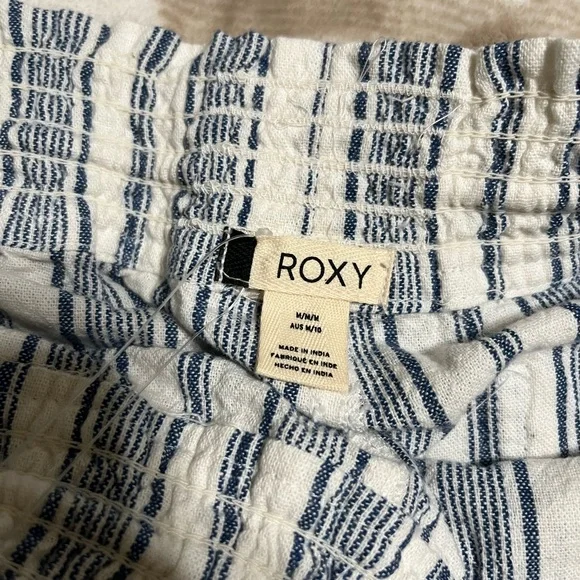 ROXY
M/M/M
AUS M/10
MADE IN INDIA
FABRIQUÉ EN INDE
HECHO EN INDIA